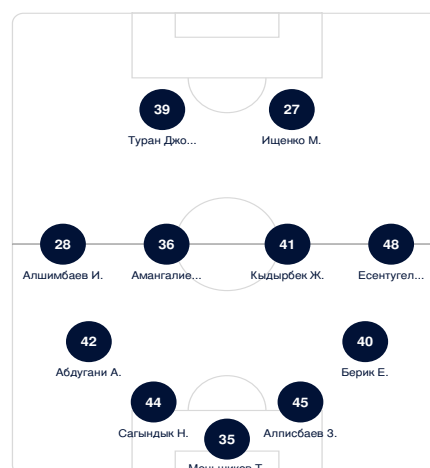 39
27
Туран Джо...
Ищенко М.
28
36
41
48
Алшимбаев И.
Амангалие...
Кыдырбек Ж.
Есентугел...
42
40
Абдугани А.
Берик Е.
44
45
Сагындык Н.
Алписбаев З.
35